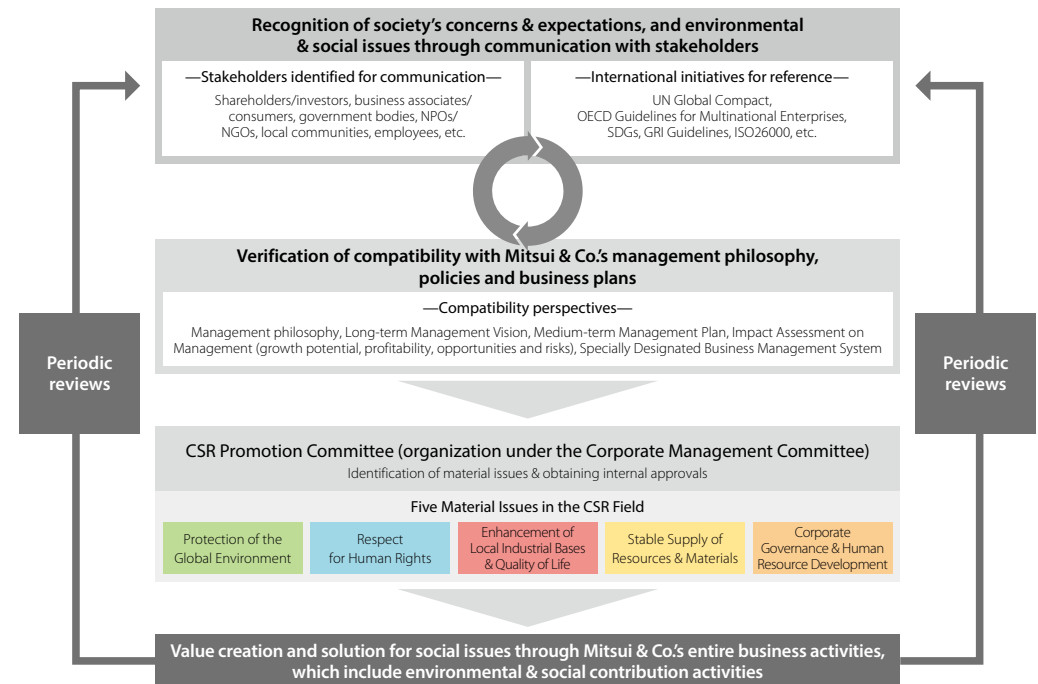 Recognition of society's concerns & expectations, and environmental
& social issues through communication with stakeholders
—Stakeholders identified for communication—
Shareholders/investors, business associates/
consumers, government bodies, NPOs/
NGOs, local communities, employees, etc.
—International initiatives for reference—
UN Global Compact,
OECD Guidelines for Multinational Enterprises,
SDGs, GRI Guidelines, ISO26000, etc.
Verification of compatibility with Mitsui & Co.'s management philosophy,
policies and business plans
—Compatibility perspectives—
Management philosophy, Long-term Management Vision, Medium-term Management Plan, Impact Assessment on
Management (growth potential, profitability, opportunities and risks), Specially Designated Business Management System
Periodic
reviews
Periodic
reviews
CSR Promotion Committee (organization under the Corporate Management Committee)
Identification of material issues & obtaining internal approvals
Five Material Issues in the CSR Field
Protection of the
Global Environment
Respect
for Human Rights
Enhancement of
Local Industrial Bases
& Quality of Life
Stable Supply of
Resources & Materials
Corporate
Governance & Human
Resource Development
Value creation and solution for social issues through Mitsui & Co.'s entire business activities,
which include environmental & social contribution activities